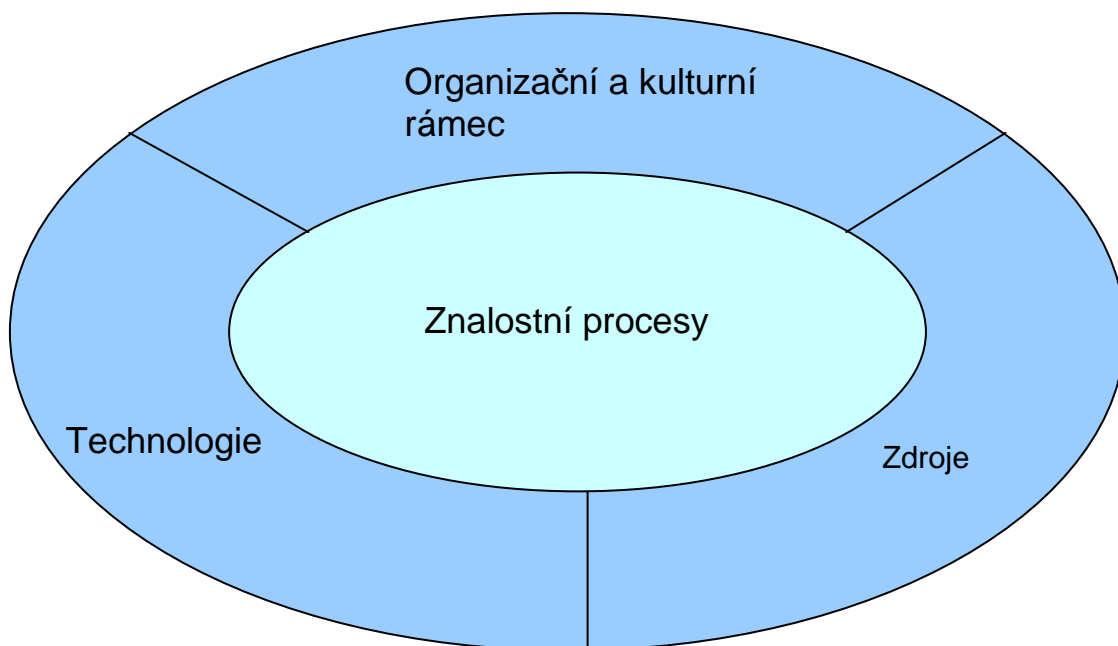 Organizační a kulturní
rámec
Znalostní procesy
Technologie
Zdroje